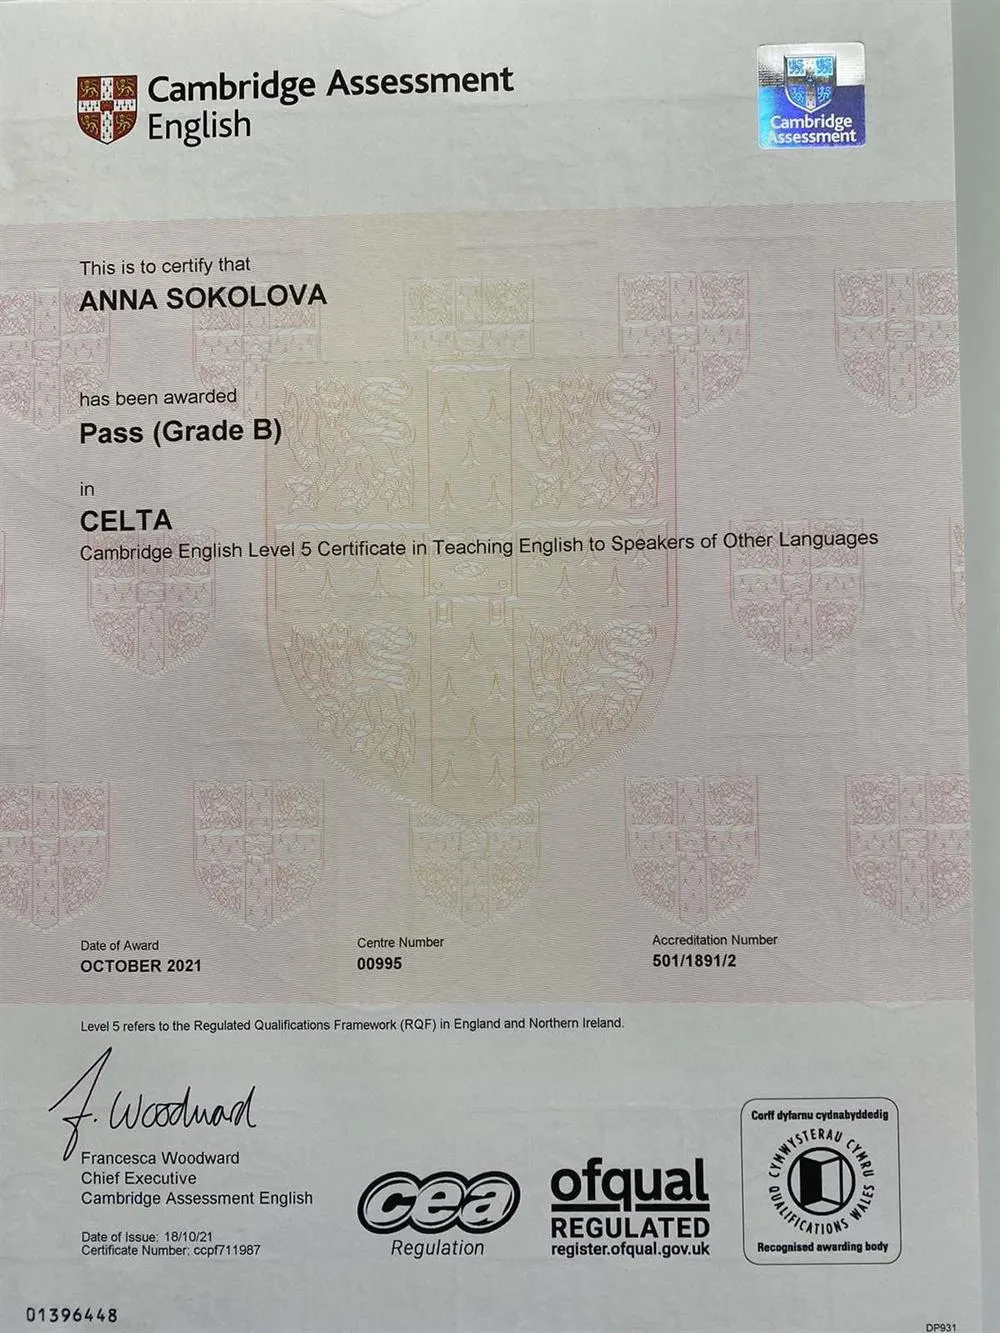 Cambridge Assessment
English
Cambridge
Assessment
This is to certify that
ANNA SOKOLOVA
has been awarded
Pass (Grade B)
in
CELTA
Cambridge English Level 5 Certificate in Teaching English to Speakers of Other Languages
Date of Award
OCTOBER 2021
Centre Number
00995
Accreditation Number
501/1891/2
Level 5 refers to the Regulated Qualifications Framework (RQF) in England and Northern Ireland.
F. Woodward
Francesca Woodward
Chief Executive
Cambridge Assessment English
Date of Issue: 18/10/21
Certificate Number: ccpf711987
cea
Regulation
ofqual
REGULATED
register.ofqual.gov.uk
Corff dyfarnu cydnabyddedig
CYMWYSTERAU CYMRU
QUALIFICATIONS WALES
Recognised awarding body
01396448
DP931